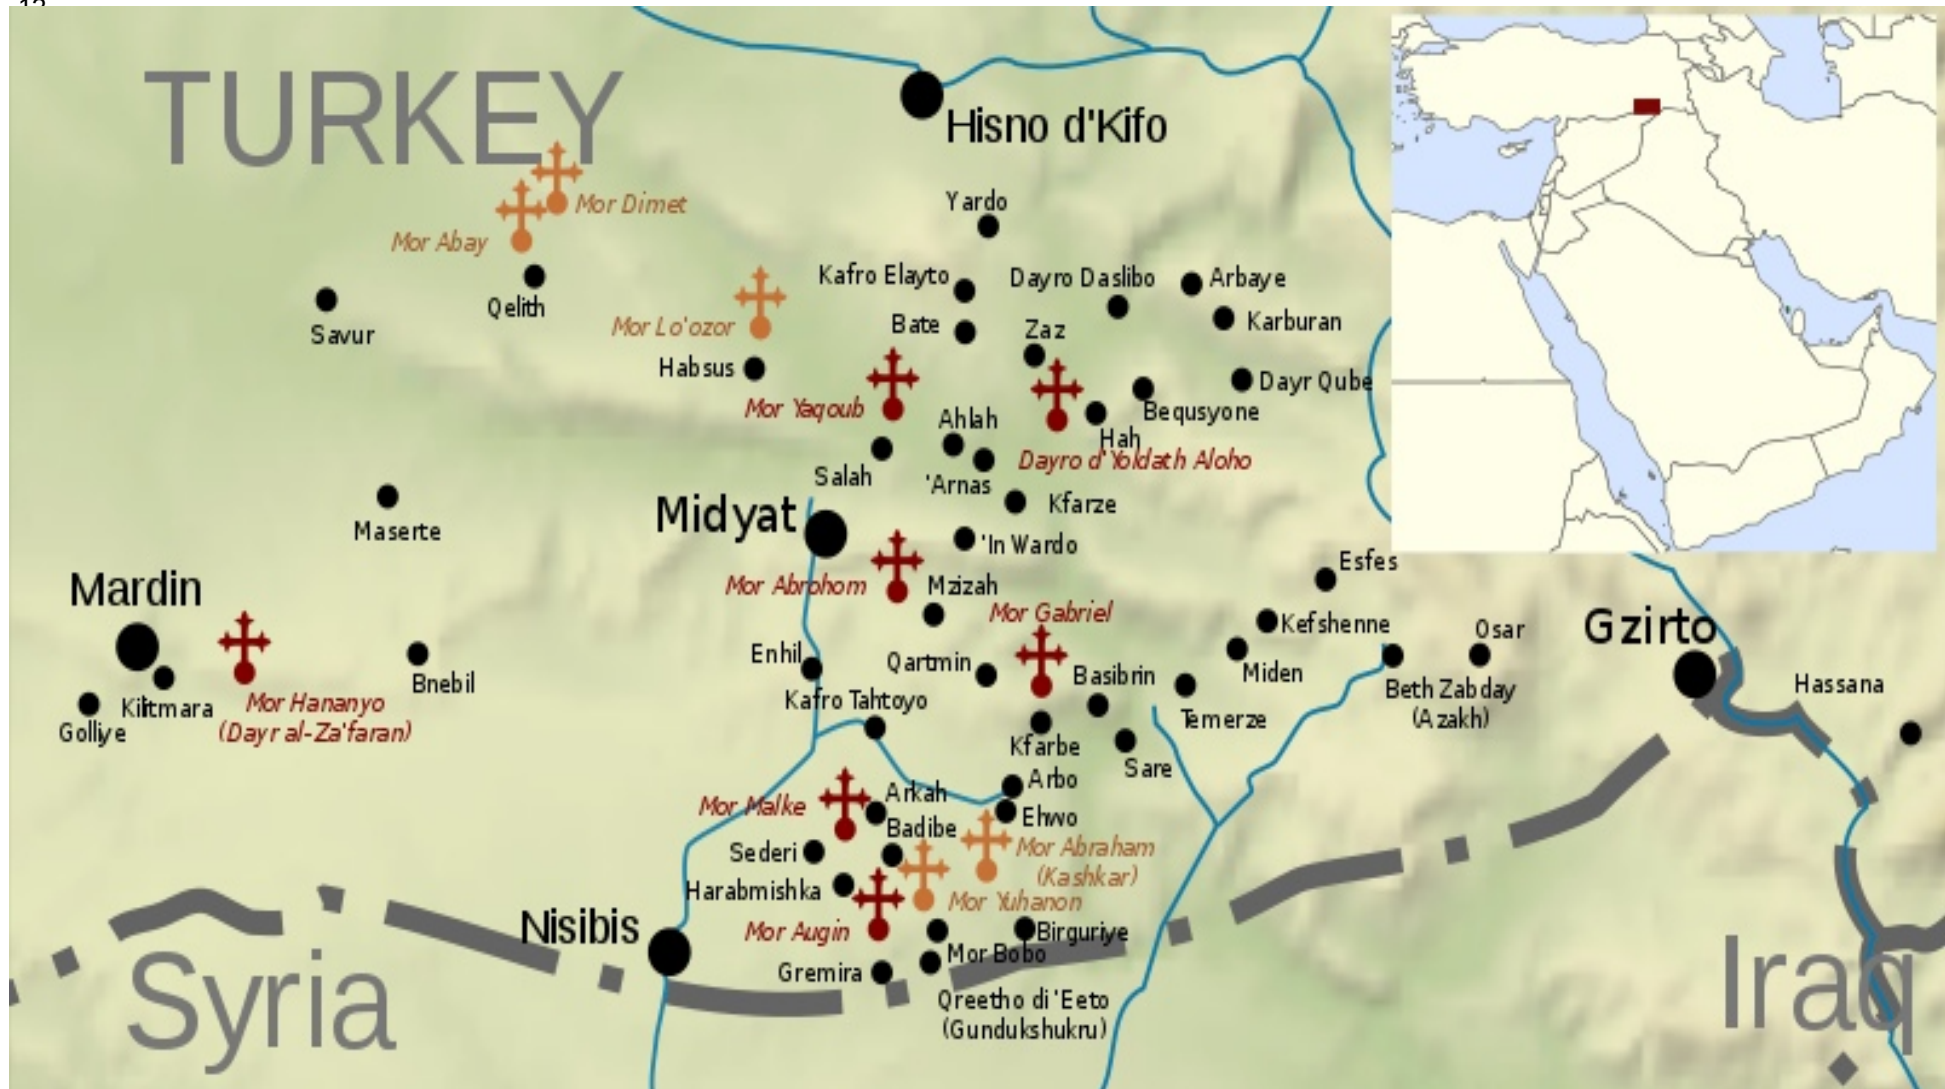 TURKEY
Hisno d'Kifo
Mor Dimet
Yardo
Mor Abay
Kafro Elayto
Dayro Daslibo
Arbaye
Qelith
Savur
Mor Lo'ozor
Bate
Zaz
Karburan
Habsus
Dayr Qube
Mor Yaqoub
Bequsyone
Ahlah
Hah
Dayro d'Yoldath Aloho
Salah
'Arnas
Kfarze
Midyat
Maserte
'In Wardo
Esfes
Mardin
Mor Abrohom
Mzizah
Mor Gabriel
Kefshenne
Osar
Gzirto
Enhil
Qartmin
Basibrin
Miden
Bnebil
Beth Zabday
(Azakh)
Hassana
Kilitmara
Mor Hananyo
(Dayr al-Za'faran)
Kafro Tahtoyo
Golliye
Temerze
Kfarbe
Sare
Arbo
Arkah
Mor Malke
Ehwo
Badibe
Sederi
Mor Abraham
(Kashkar)
Harabmishka
Mor Yuhanon
Nisibis
Mor Augin
Birguriye
Mor Bobo
Gremira
Qreetho di 'Eeto
(Gundukshukru)
Syria
Iraq